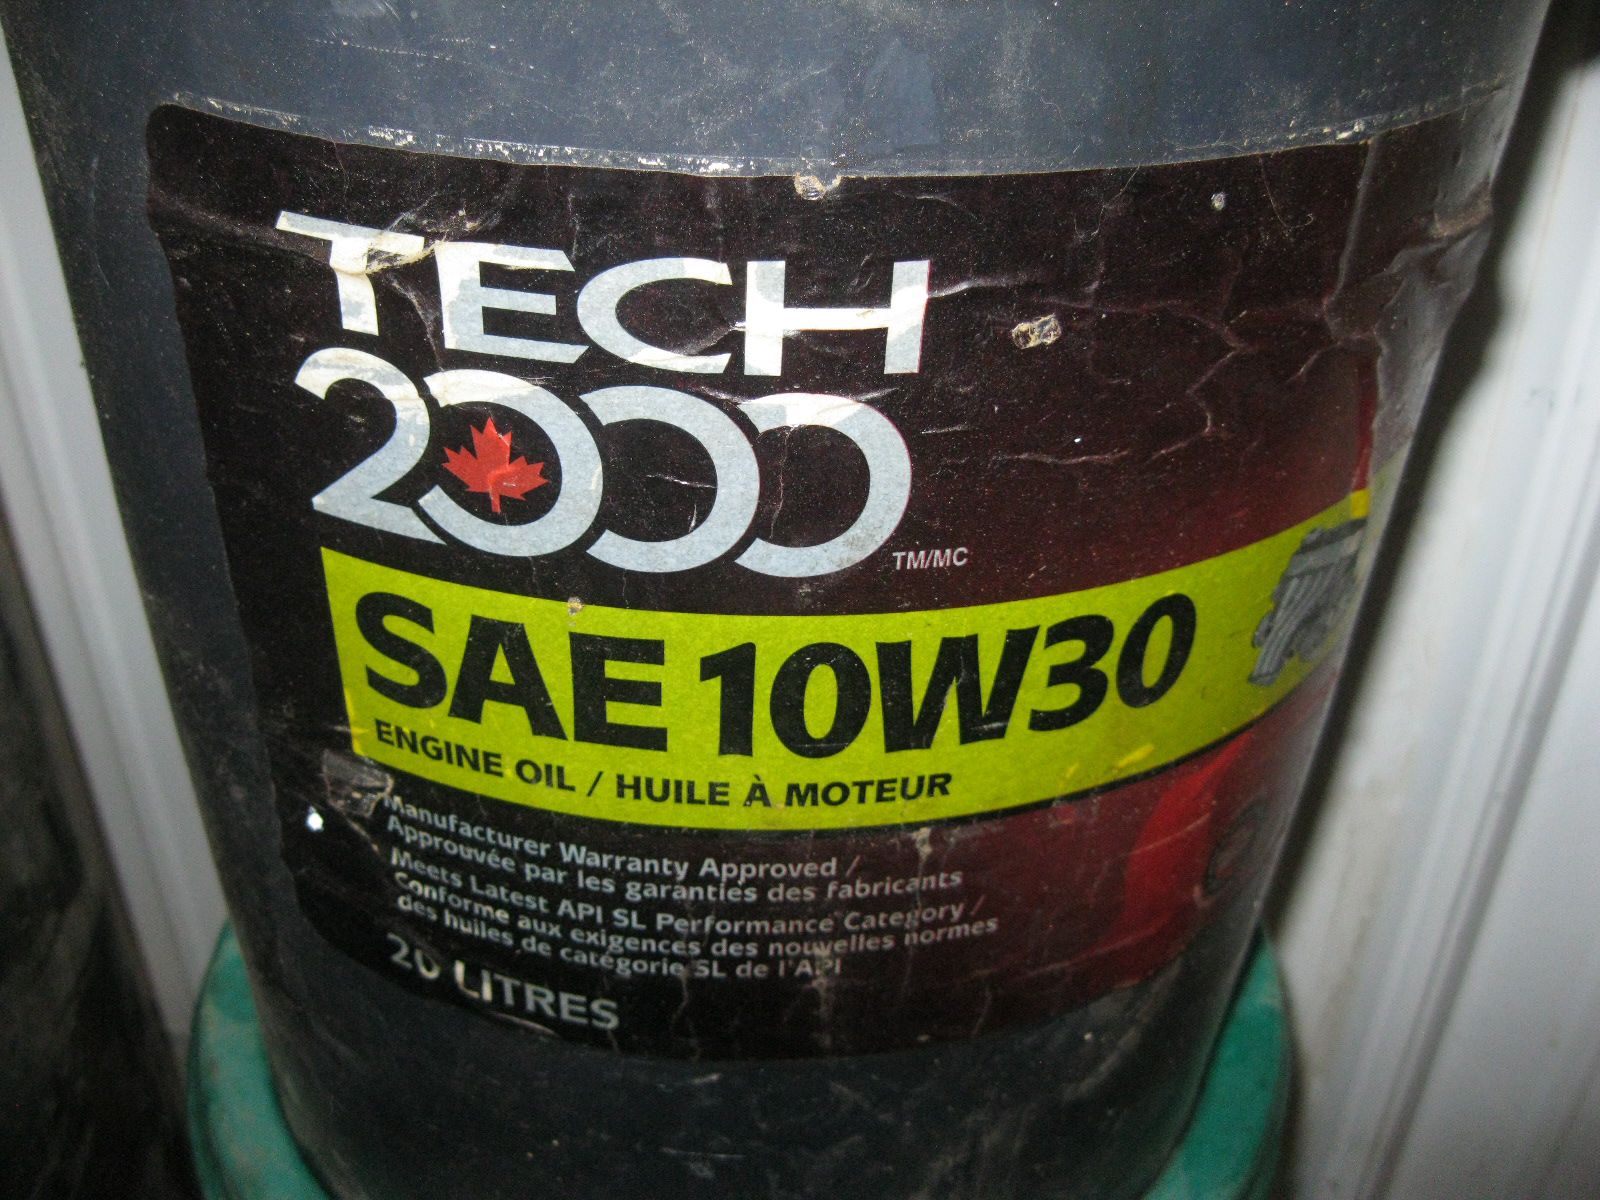 TECH
2000
TM/MC
SAE 10W30
ENGINE OIL / HUILE À MOTEUR
Manufacturer Warranty Approved /
Approuvée par les garanties des fabricants
Meets Latest API SL Performance Category /
Conforme aux exigences des nouvelles normes
des huiles de catégorie SL de l'API
20 LITRES